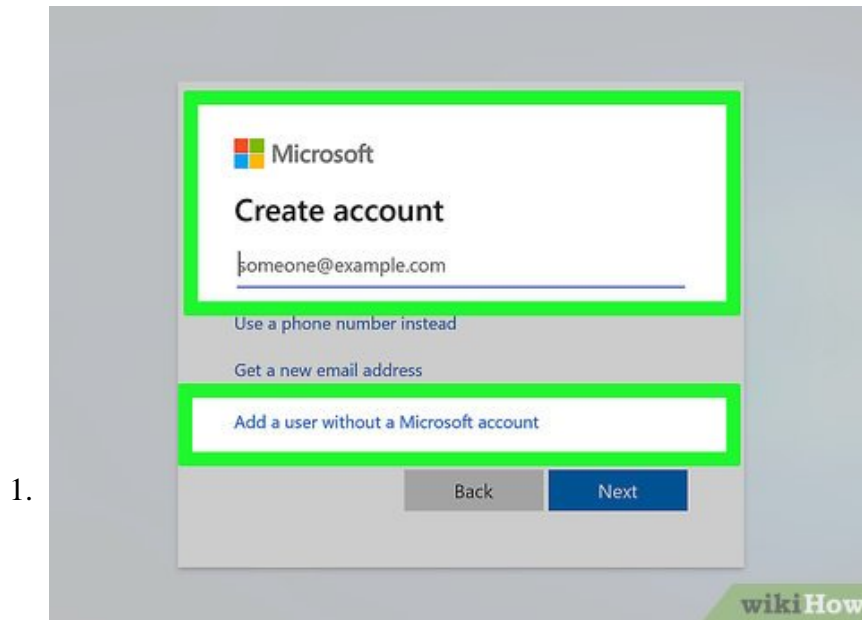 Microsoft
Create account
someone@example.com
Use a phone number instead
Get a new email address
Add a user without a Microsoft account
Back Next
1.
wikiHow